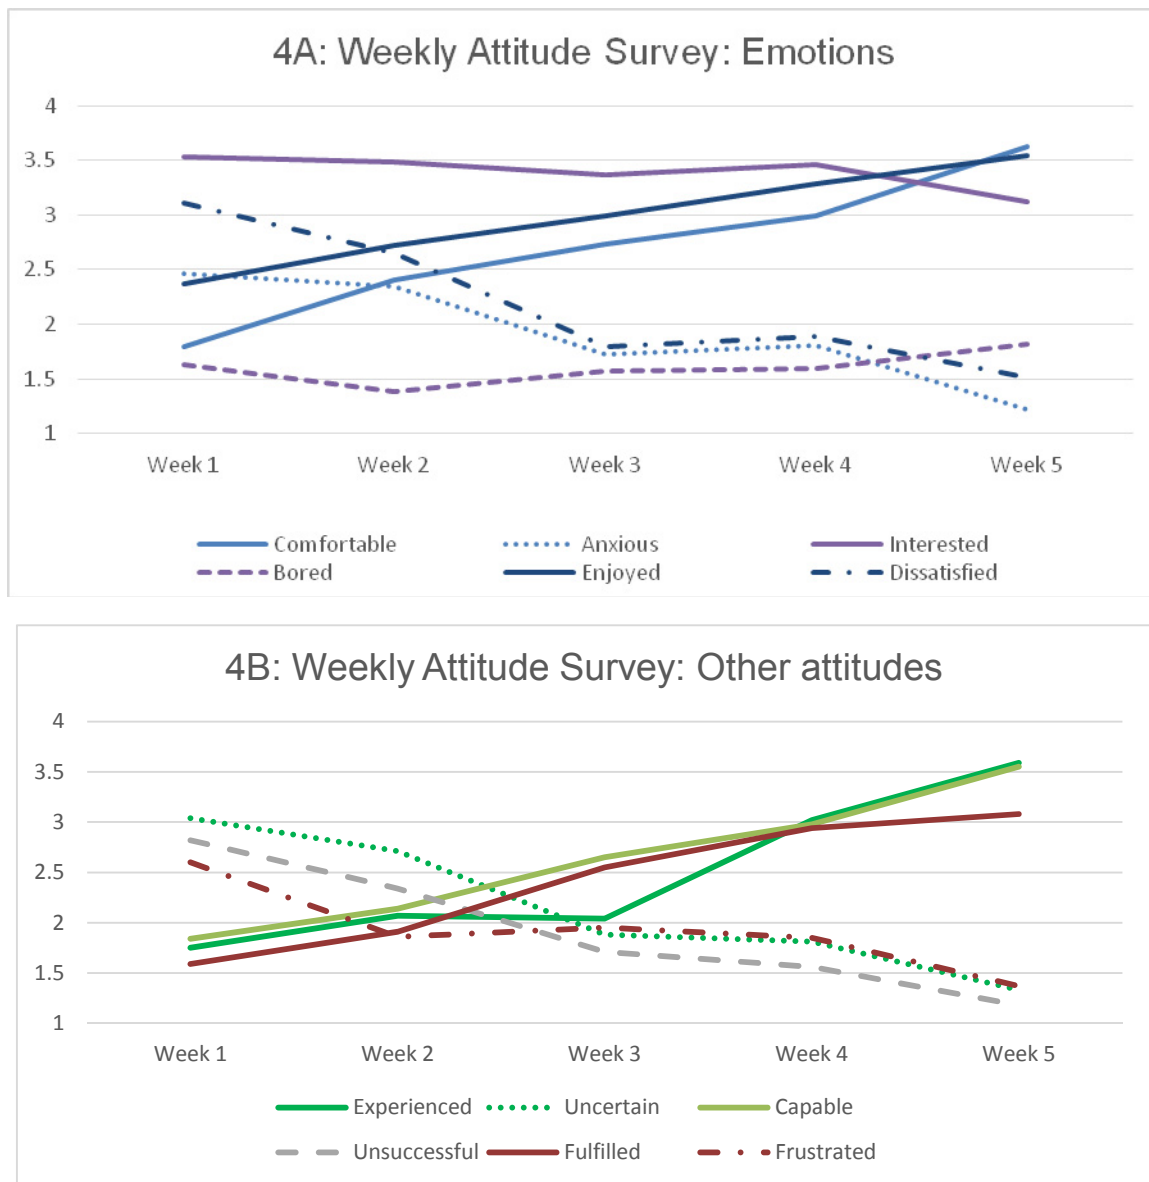 4A: Weekly Attitude Survey: Emotions
4
3.5
3
2.5
2
1.5
1
Week 1 Week 2 Week 3 Week 4 Week 5
Comfortable Anxious Interested
Bored Enjoyed Dissatisfied
4B: Weekly Attitude Survey: Other attitudes
4
3.5
3
2.5
2
1.5
1
Week 1 Week 2 Week 3 Week 4 Week 5
Experienced Uncertain Capable
Unsuccessful Fulfilled Frustrated